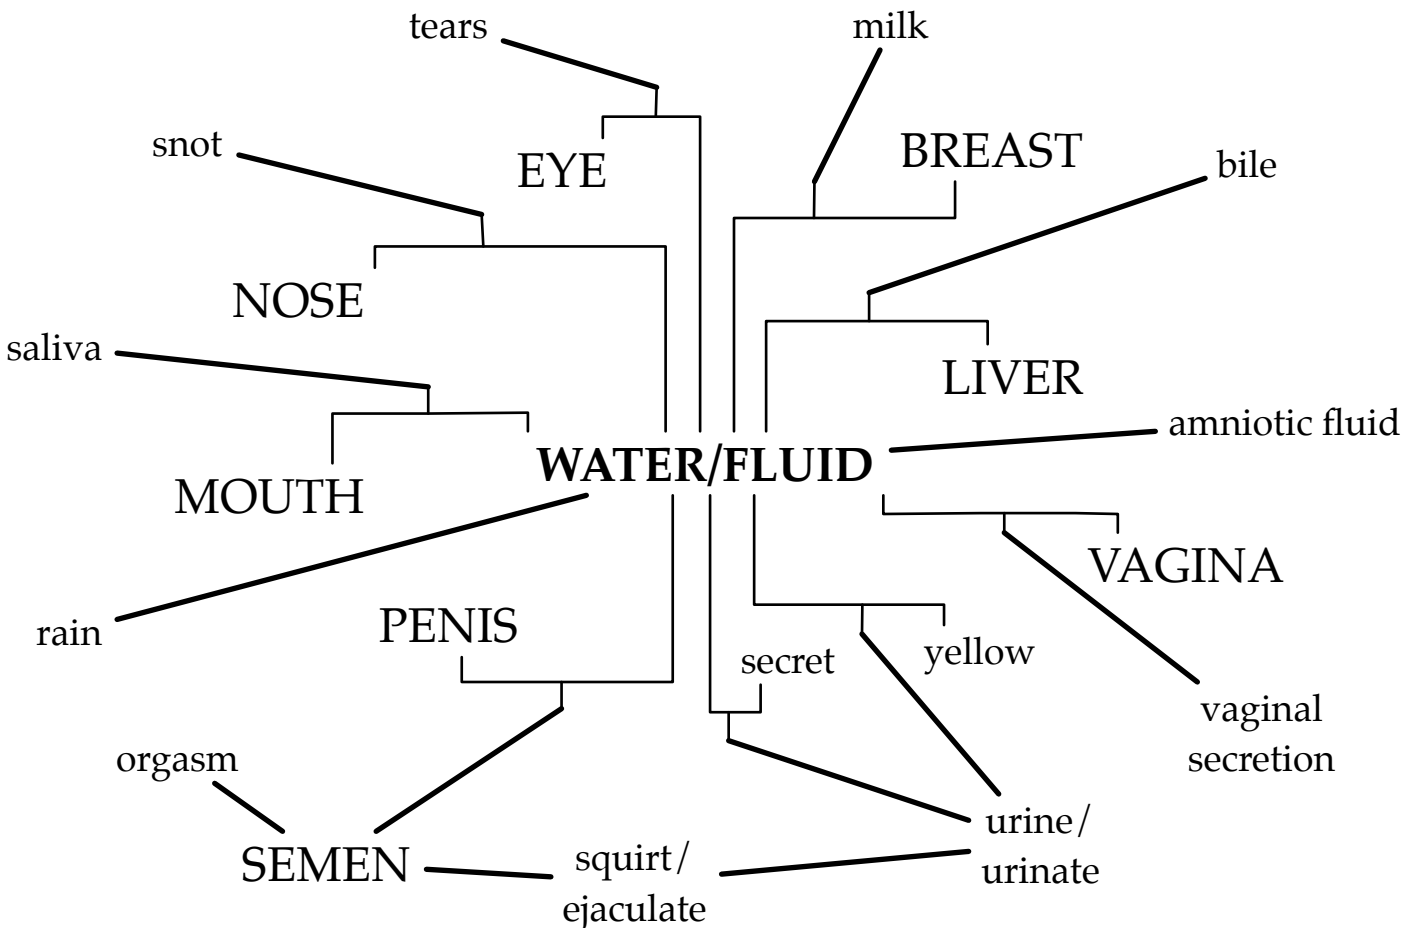 tears
milk
snot
EYE
BREAST
bile
NOSE
saliva
LIVER
amniotic fluid
WATER/FLUID
MOUTH
VAGINA
rain
PENIS
secret
yellow
vaginal
secretion
orgasm
urine/
urinate
SEMEN
squirt/
ejaculate